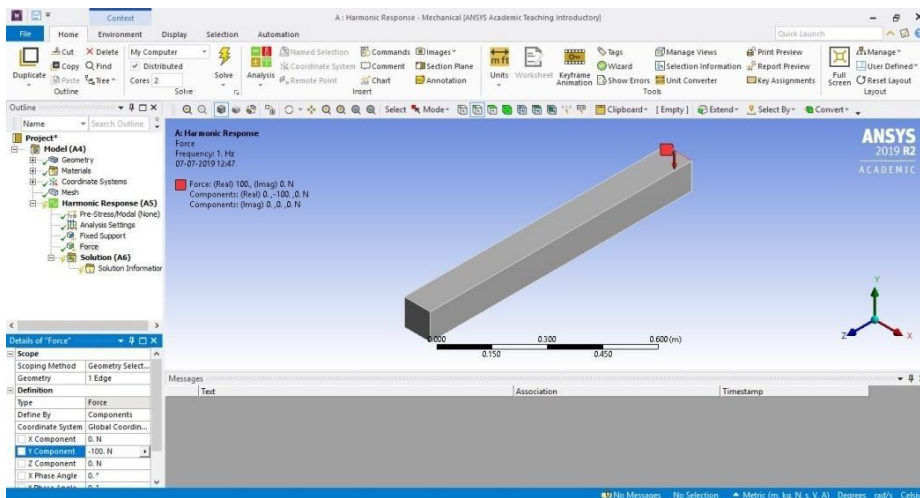 Context
A : Harmonic Response - Mechanical [ANSYS Academic Teaching Introductory]
File Home Environment Display Selection Automation
Quick Launch
Duplicate
Cut
Copy
Paste
Delete
Find
Tree
Outline
My Computer
Distributed
Cores 2
Solve
Solve
Analysis
Named Selection
Coordinate System
Remote Point
Commands
Comment
Chart
Images
Section Plane
Annotation
Insert
Units
Worksheet
Keyframe Animation
Tags
Wizard
Show Errors
Manage Views
Selection Information
Unit Converter
Print Preview
Report Preview
Key Assignments
Tools
Full Screen
Manage
User Defined
Reset Layout
Layout
Outline
Name Search Outline
Select Mode Clipboard [ Empty ] Extend Select By Convert
Project*
Model (A4)
Geometry
Materials
Coordinate Systems
Mesh
Harmonic Response (A5)
Pre-Stress/Modal (None)
Analysis Settings
Fixed Support
Force
Solution (A6)
Solution Informatior
A: Harmonic Response
Force
Frequency: 1. Hz
07-07-2019 12:47
Force: (Real) 100., (Imag) 0. N
Components: (Real) 0. ,-100. ,0. N
Components: (Imag) 0. ,0. ,0. N
ANSYS
2019 R2
ACADEMIC
0.000 0.300 0.600 (m)
0.150 0.450
Y
Z X
Details of "Force"
Scope
Scoping Method Geometry Select...
Geometry 1 Edge
Definition
Type Force
Define By Components
Coordinate System Global Coordin...
X Component 0. N
Y Component -100. N
Z Component 0. N
X Phase Angle 0. °
Y Phase Angle 0. °
Messages
Text Association Timestamp
No Messages No Selection Metric (m, kg, N, s, V, A) Degrees rad/s Celsi